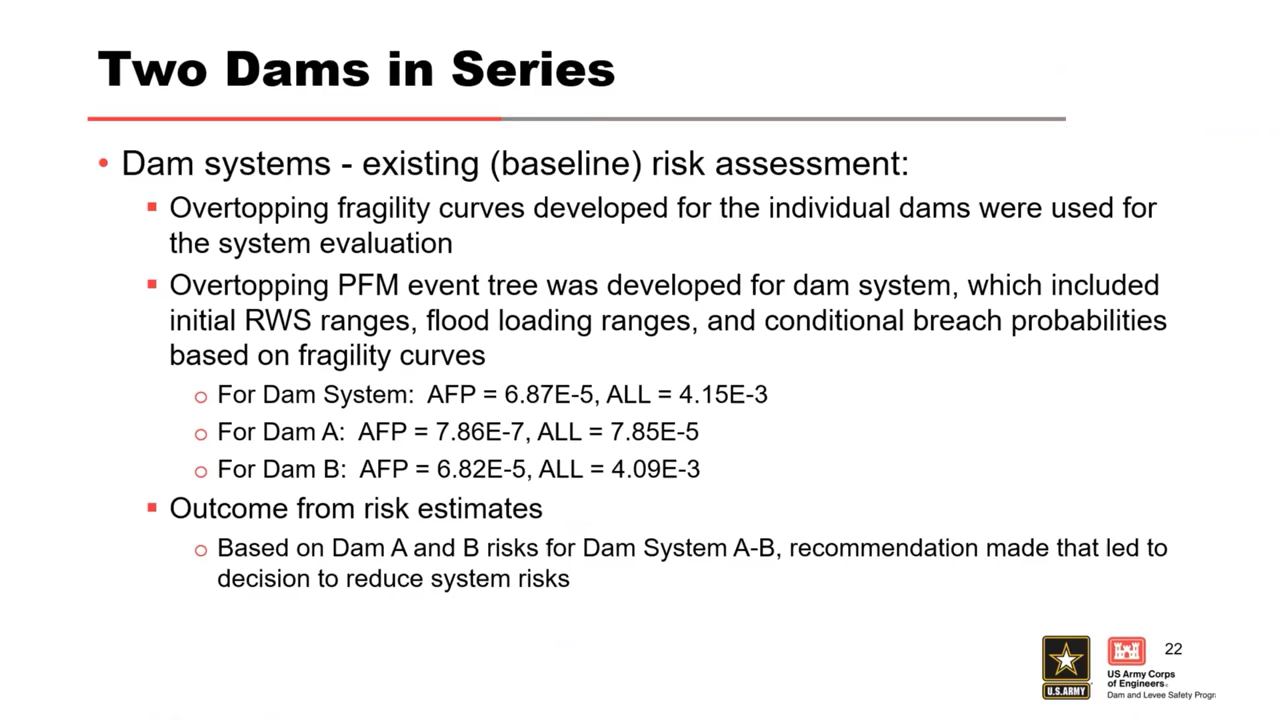 Two Dams in Series
• Dam systems - existing (baseline) risk assessment:
▪ Overtopping fragility curves developed for the individual dams were used for
the system evaluation
▪ Overtopping PFM event tree was developed for dam system, which included
initial RWS ranges, flood loading ranges, and conditional breach probabilities
based on fragility curves
o For Dam System: AFP = 6.87E-5, ALL = 4.15E-3
o For Dam A: AFP = 7.86E-7, ALL = 7.85E-5
o For Dam B: AFP = 6.82E-5, ALL = 4.09E-3
▪ Outcome from risk estimates
o Based on Dam A and B risks for Dam System A-B, recommendation made that led to
decision to reduce system risks
22
U.S.ARMY
US Army Corps
of Engineers®
Dam and Levee Safety Progr